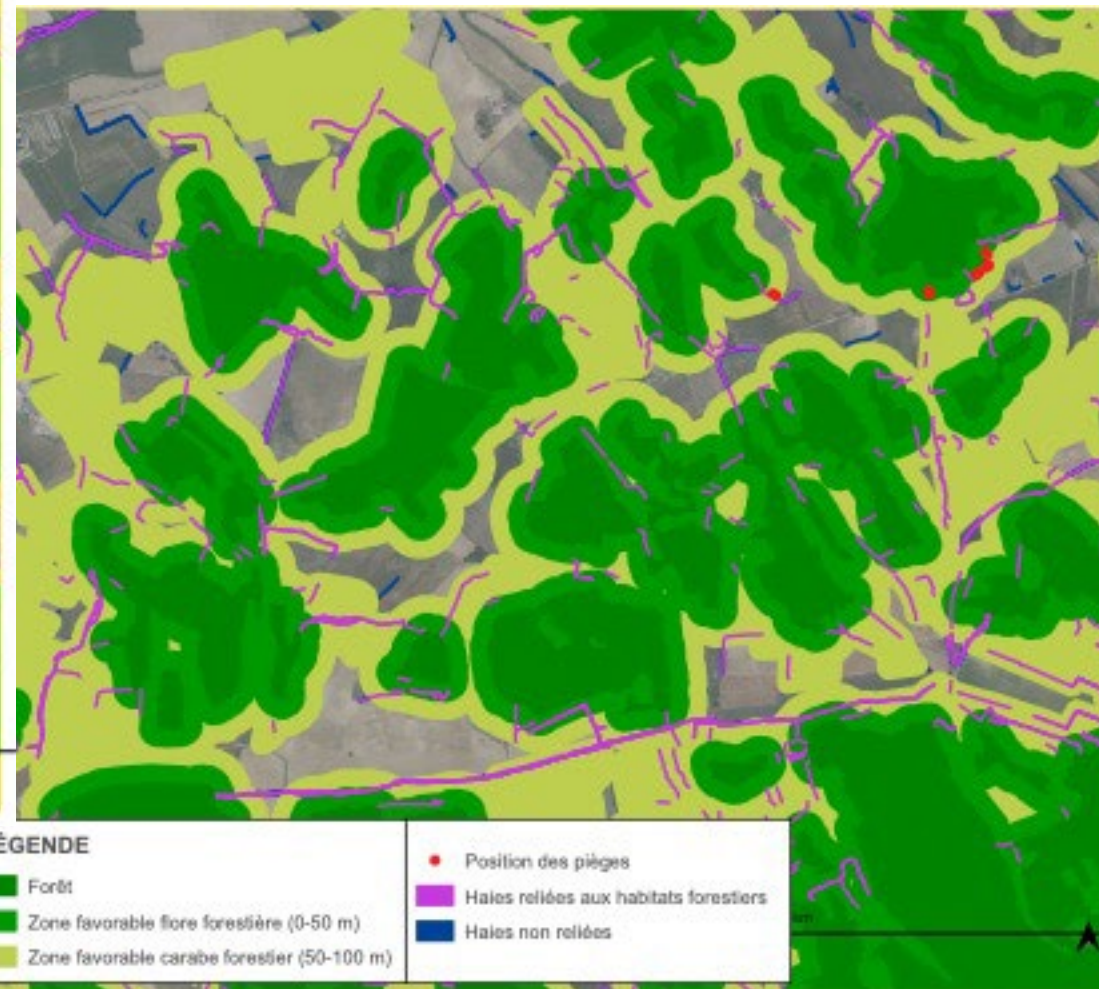 ÉGENDE
Forêt
Zone favorable flore forestière (0-50 m)
Zone favorable carabe forestier (50-100 m)
Position des pièges
Haies reliées aux habitats forestiers
Haies non reliées